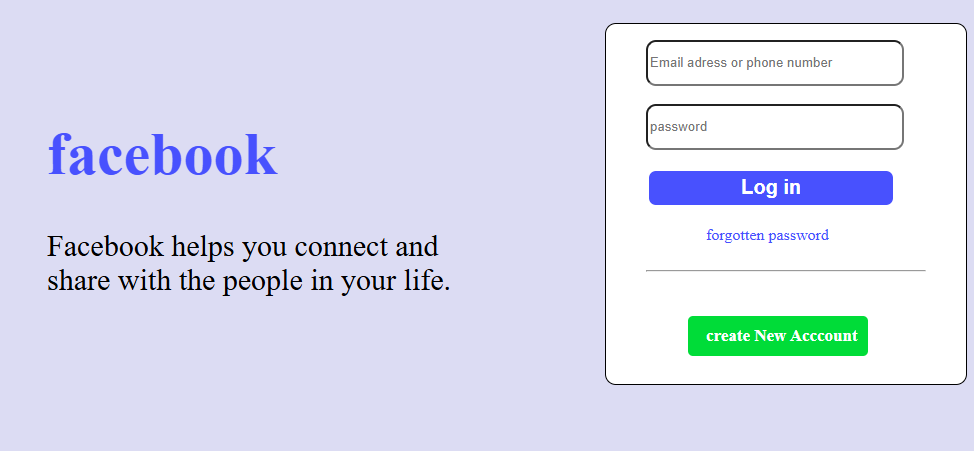 facebook
Facebook helps you connect and
share with the people in your life.
Email adress or phone number
password
Log in
forgotten password
create New Acccount